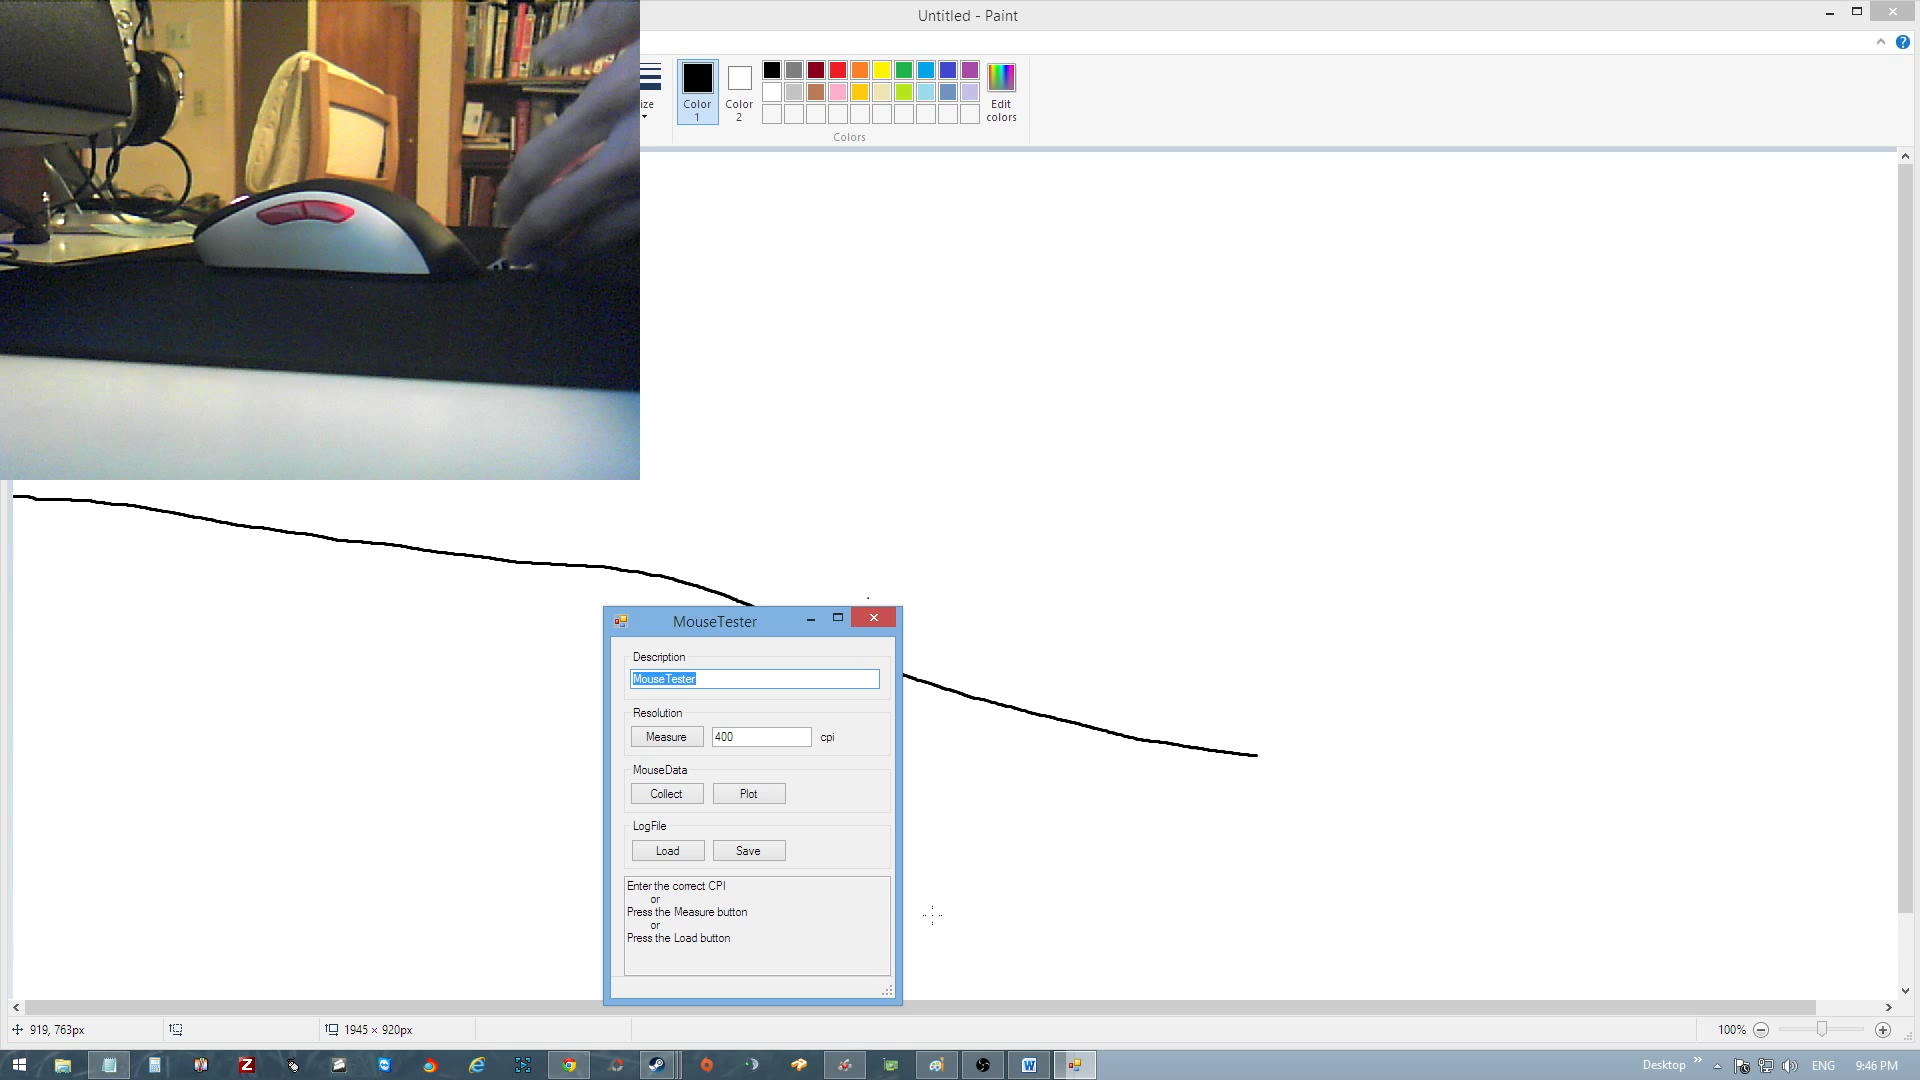 Untitled - Paint
ize
Color
1
Color
2
Edit
colors
Colors
MouseTester
Description
MouseTester
Resolution
Measure
400
cpi
MouseData
Collect
Plot
LogFile
Load
Save
Enter the correct CPI
or
Press the Measure button
or
Press the Load button
919, 763px
1945 × 920px
100%
Desktop
ENG
9:46 PM